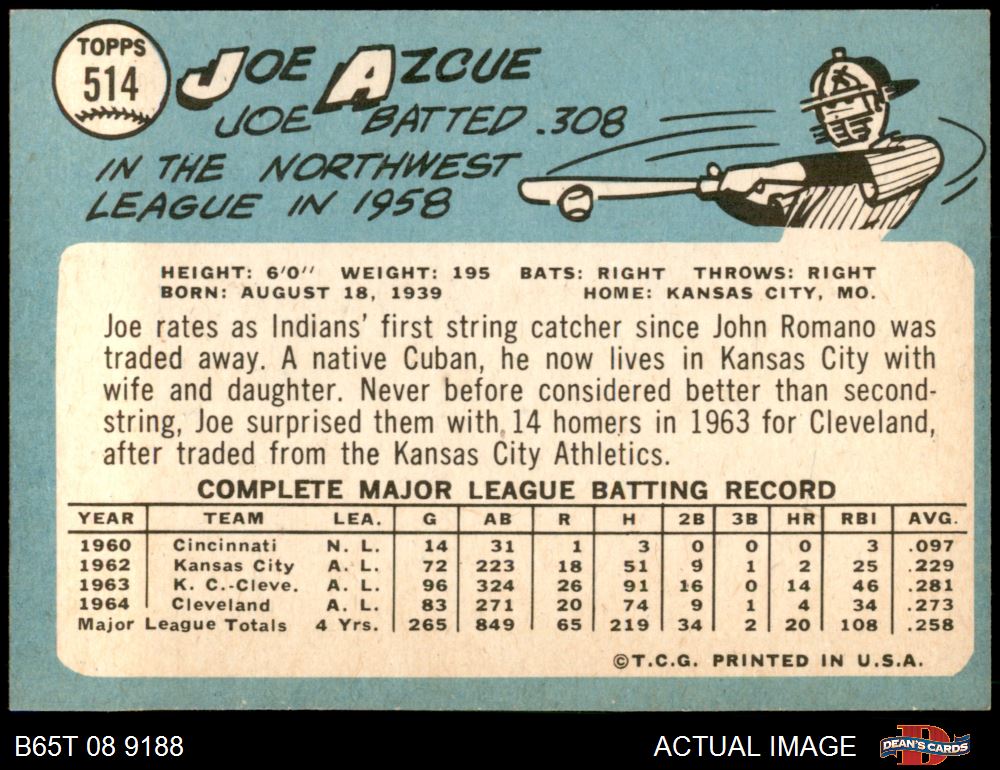 TOPPS
514
JOE AZCUE
JOE BATTED .308
IN THE NORTHWEST
LEAGUE IN 1958
HEIGHT: 6'0" WEIGHT: 195 BATS: RIGHT THROWS: RIGHT
BORN: AUGUST 18, 1939 HOME: KANSAS CITY, MO.
Joe rates as Indians' first string catcher since John Romano was
traded away. A native Cuban, he now lives in Kansas City with
wife and daughter. Never before considered better than second-
string, Joe surprised them with 14 homers in 1963 for Cleveland,
after traded from the Kansas City Athletics.
COMPLETE MAJOR LEAGUE BATTING RECORD
YEAR TEAM LEA. G AB R H 2B 3B HR RBI AVG.
1960 Cincinnati N. L. 14 31 1 3 0 0 0 3 .097
1962 Kansas City A. L. 72 223 18 51 9 1 2 25 .229
1963 K. C.-Cleve. A. L. 96 324 26 91 16 0 14 46 .281
1964 Cleveland A. L. 83 271 20 74 9 1 4 34 .273
Major League Totals 4 Yrs. 265 849 65 219 34 2 20 108 .258
©T.C.G. PRINTED IN U.S.A.
B65T 08 9188 ACTUAL IMAGE
D
DEAN'S CARDS